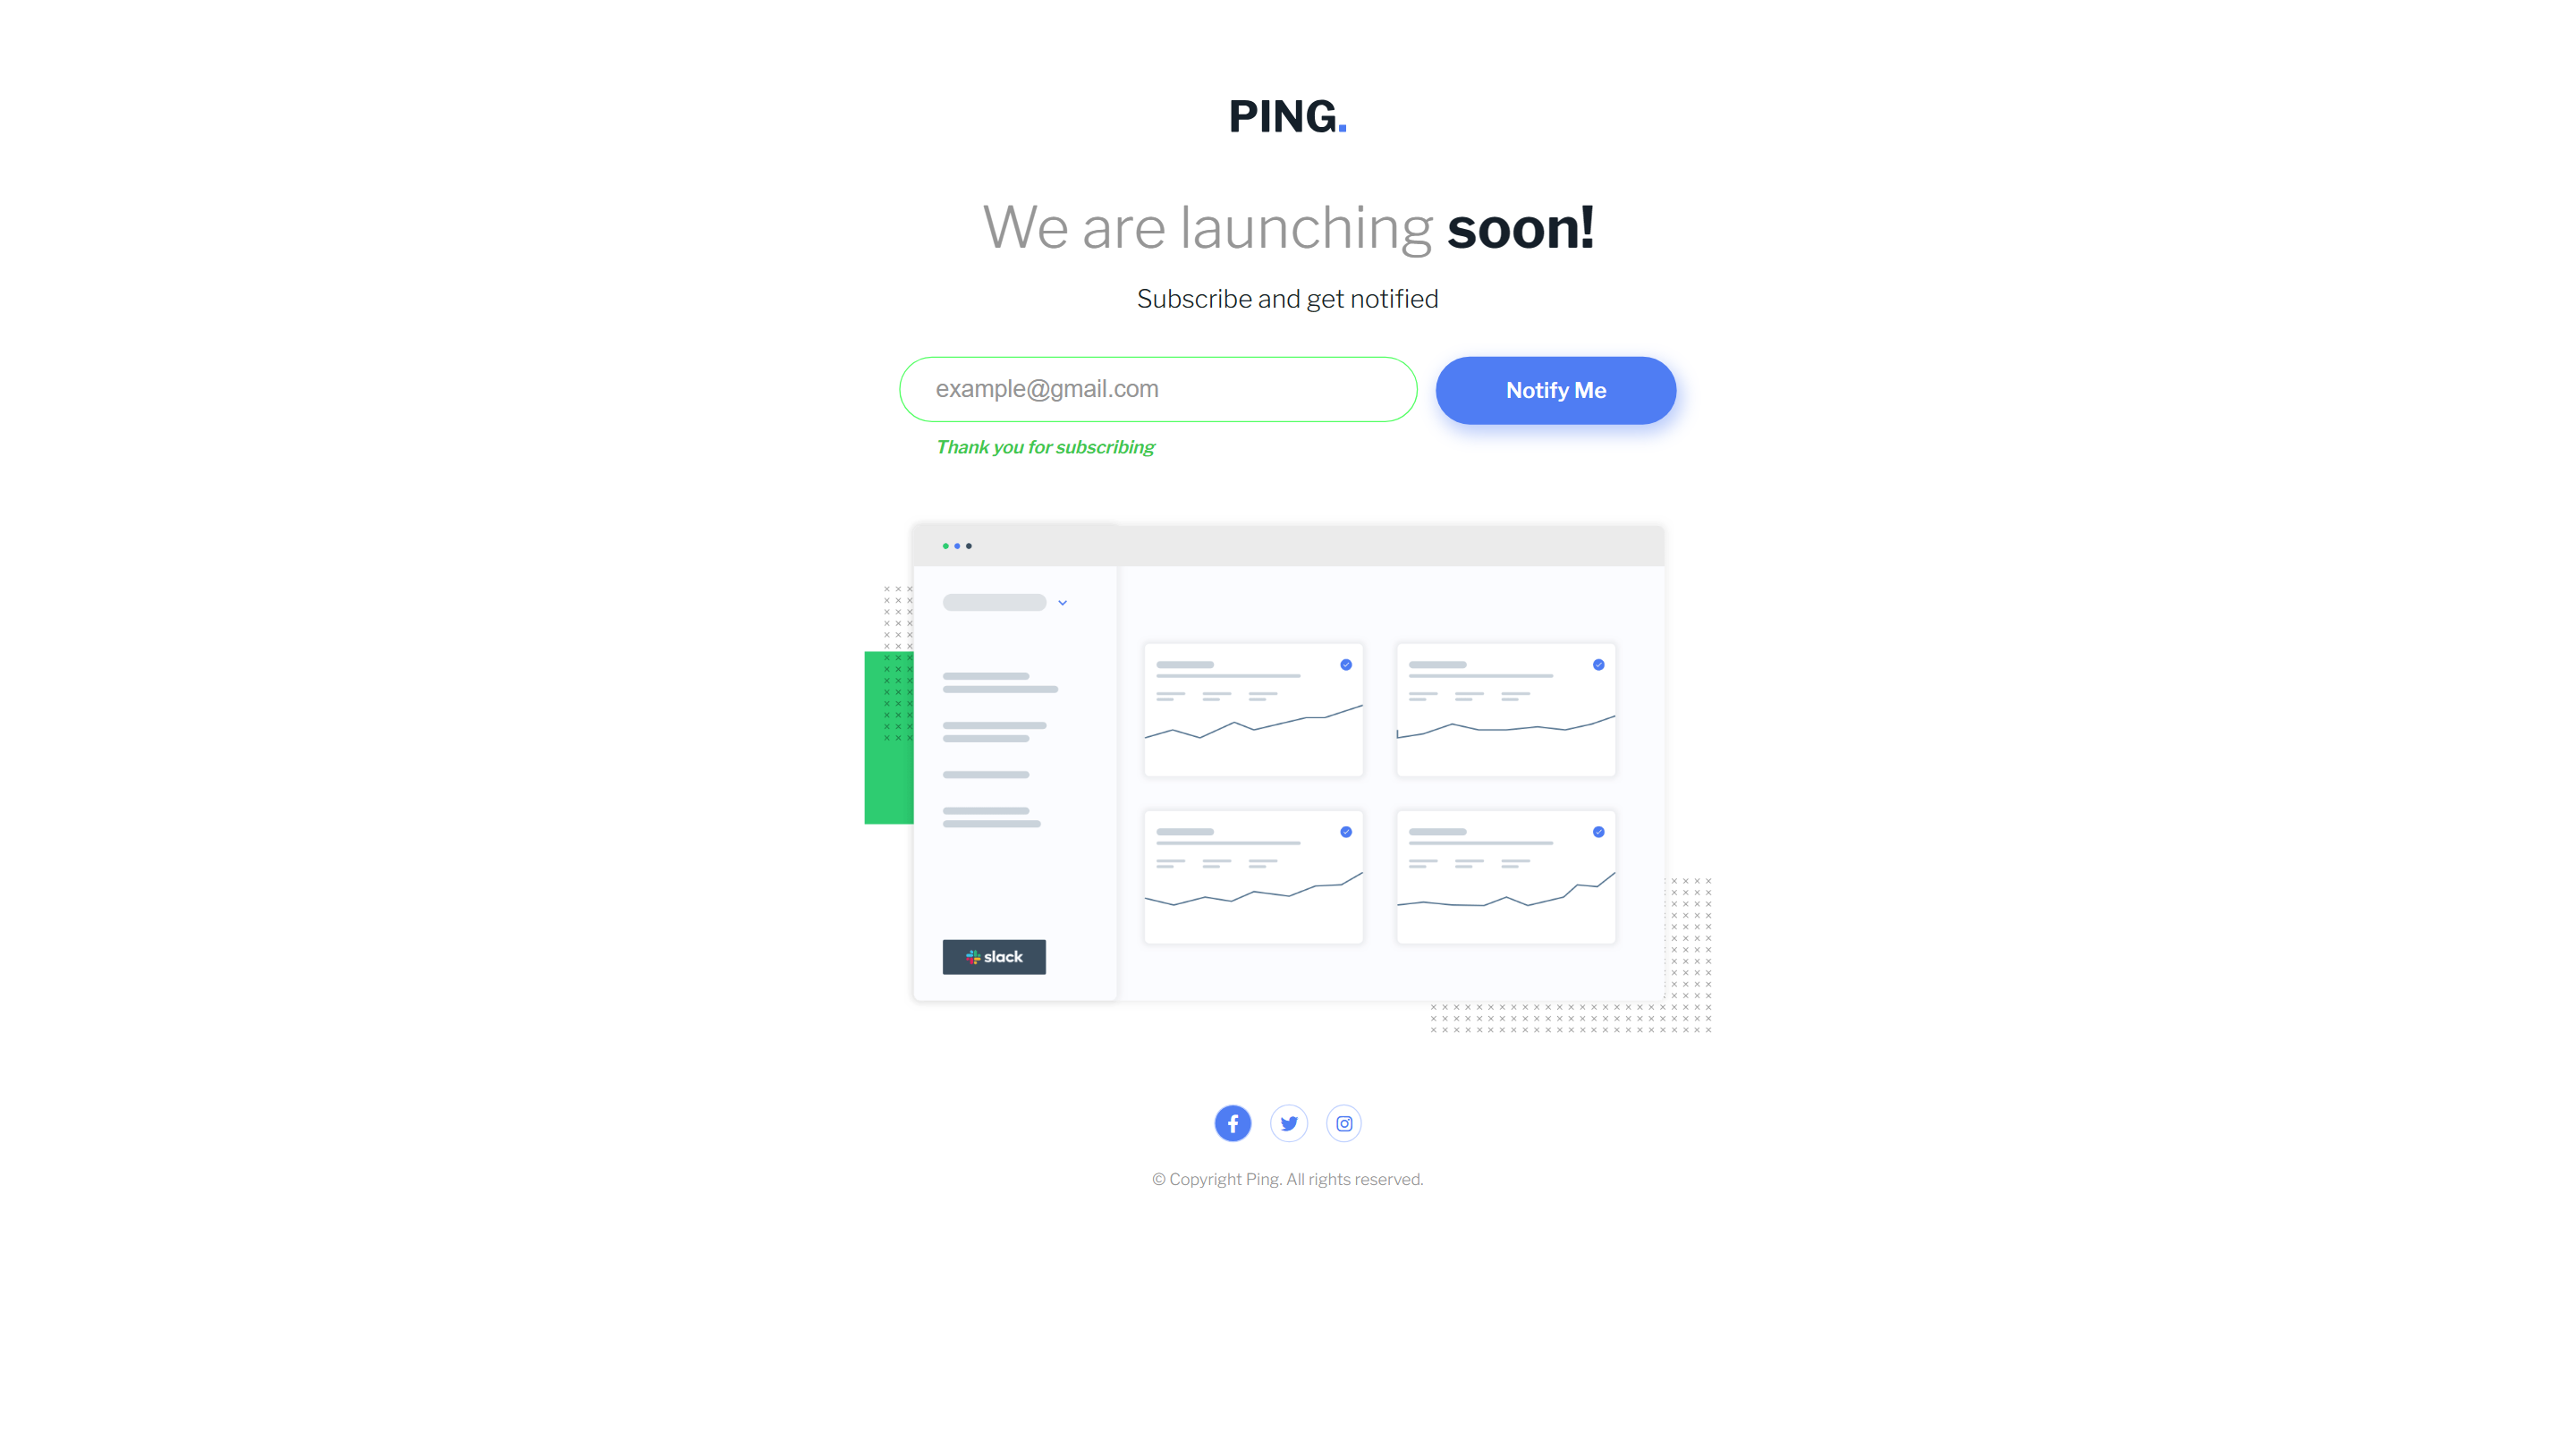 PING.
We are launching soon!
Subscribe and get notified
example@gmail.com
Notify Me
Thank you for subscribing
slack
© Copyright Ping. All rights reserved.